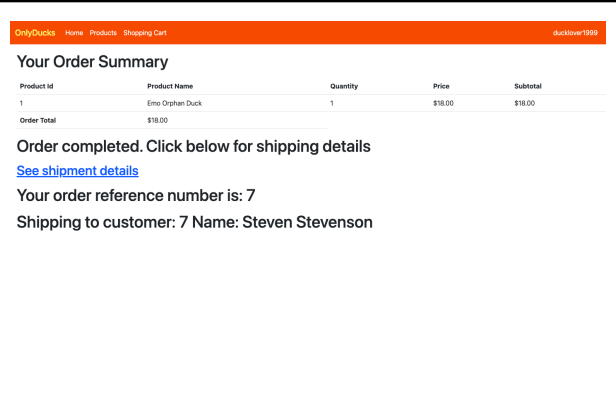 OnlyDucks Home Products Shopping Cart ducklover1999
Your Order Summary
Product Id Product Name Quantity Price Subtotal
1 Emo Orphan Duck 1 $18.00 $18.00
Order Total $18.00
Order completed. Click below for shipping details
See shipment details
Your order reference number is: 7
Shipping to customer: 7 Name: Steven Stevenson